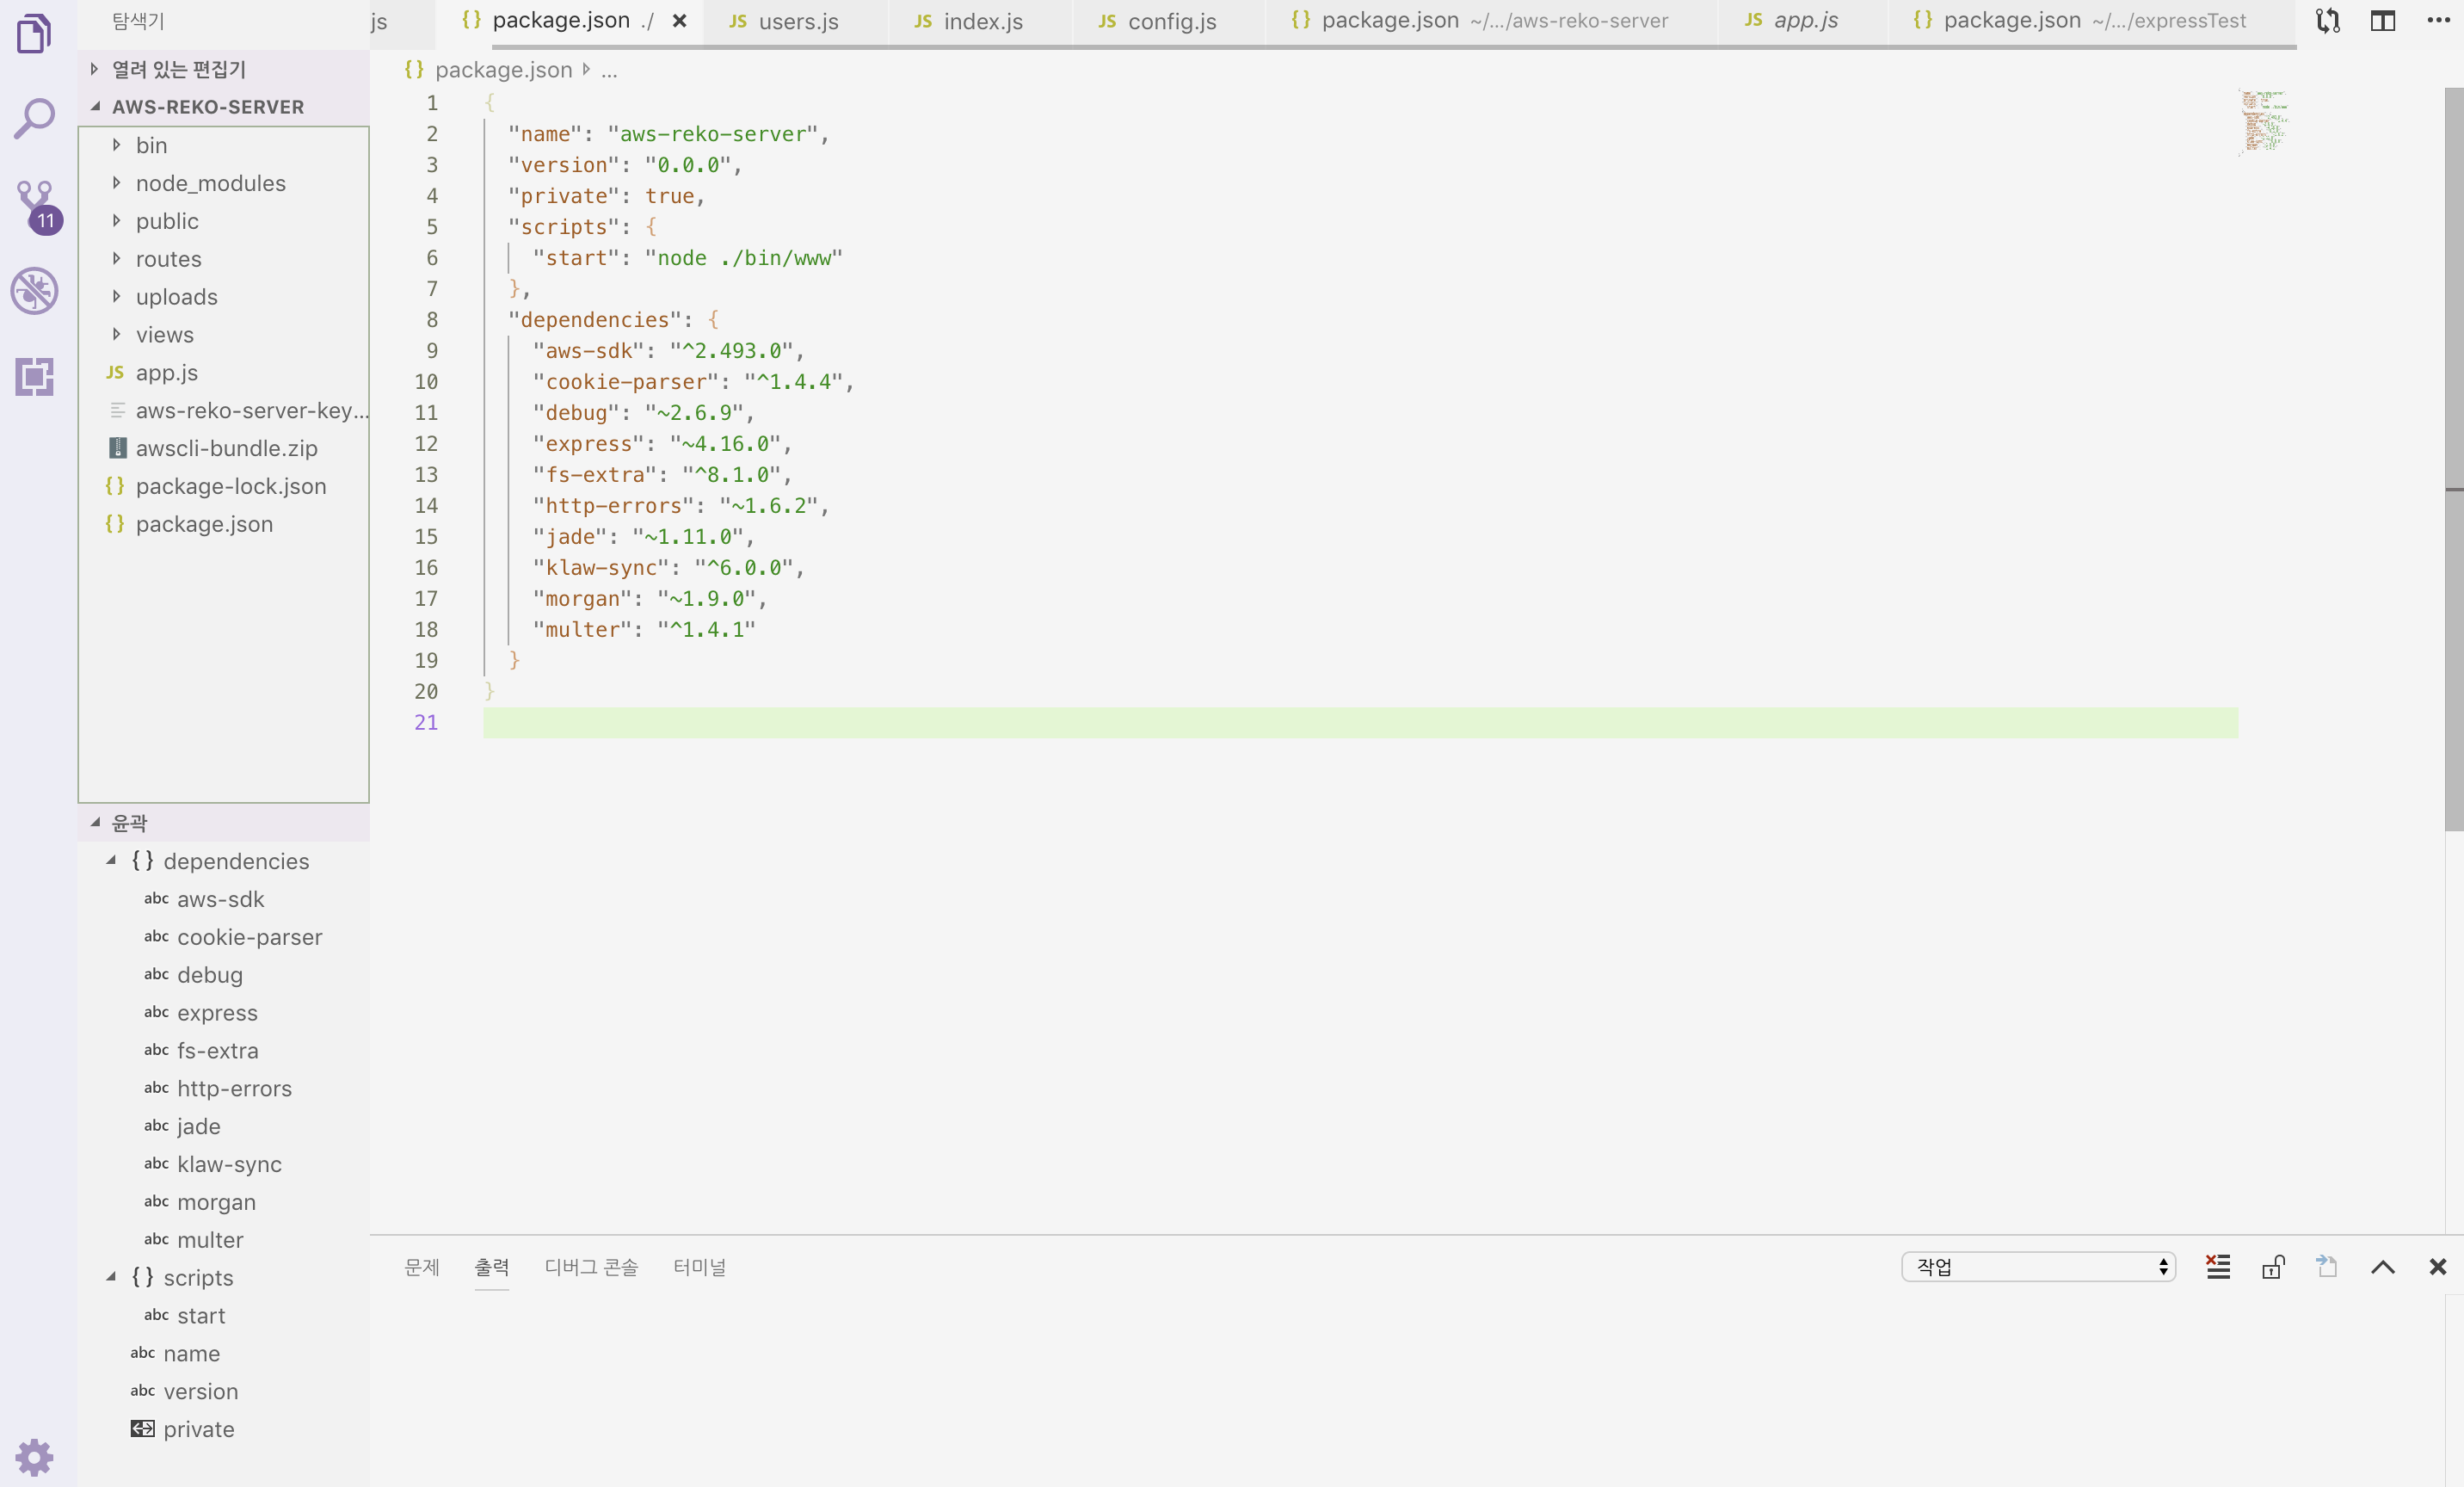 탐색기
js
{} package.json ./
JS users.js
JS index.js
JS config.js
{} package.json ~/.../aws-reko-server
JS app.js
{} package.json ~/.../expressTest
열려 있는 편집기
AWS-REKO-SERVER
bin
node_modules
public
routes
uploads
views
JS app.js
aws-reko-server-key...
awscli-bundle.zip
{} package-lock.json
{} package.json
11
윤곽
{} dependencies
abc aws-sdk
abc cookie-parser
abc debug
abc express
abc fs-extra
abc http-errors
abc jade
abc klaw-sync
abc morgan
abc multer
{} scripts
abc start
abc name
abc version
private
{} package.json ...
1 {
2 "name": "aws-reko-server",
3 "version": "0.0.0",
4 "private": true,
5 "scripts": {
6 "start": "node ./bin/www"
7 },
8 "dependencies": {
9 "aws-sdk": "^2.493.0",
10 "cookie-parser": "^1.4.4",
11 "debug": "~2.6.9",
12 "express": "~4.16.0",
13 "fs-extra": "^8.1.0",
14 "http-errors": "~1.6.2",
15 "jade": "~1.11.0",
16 "klaw-sync": "^6.0.0",
17 "morgan": "~1.9.0",
18 "multer": "^1.4.1"
19 }
20 }
21
문제 출력 디버그 콘솔 터미널 작업